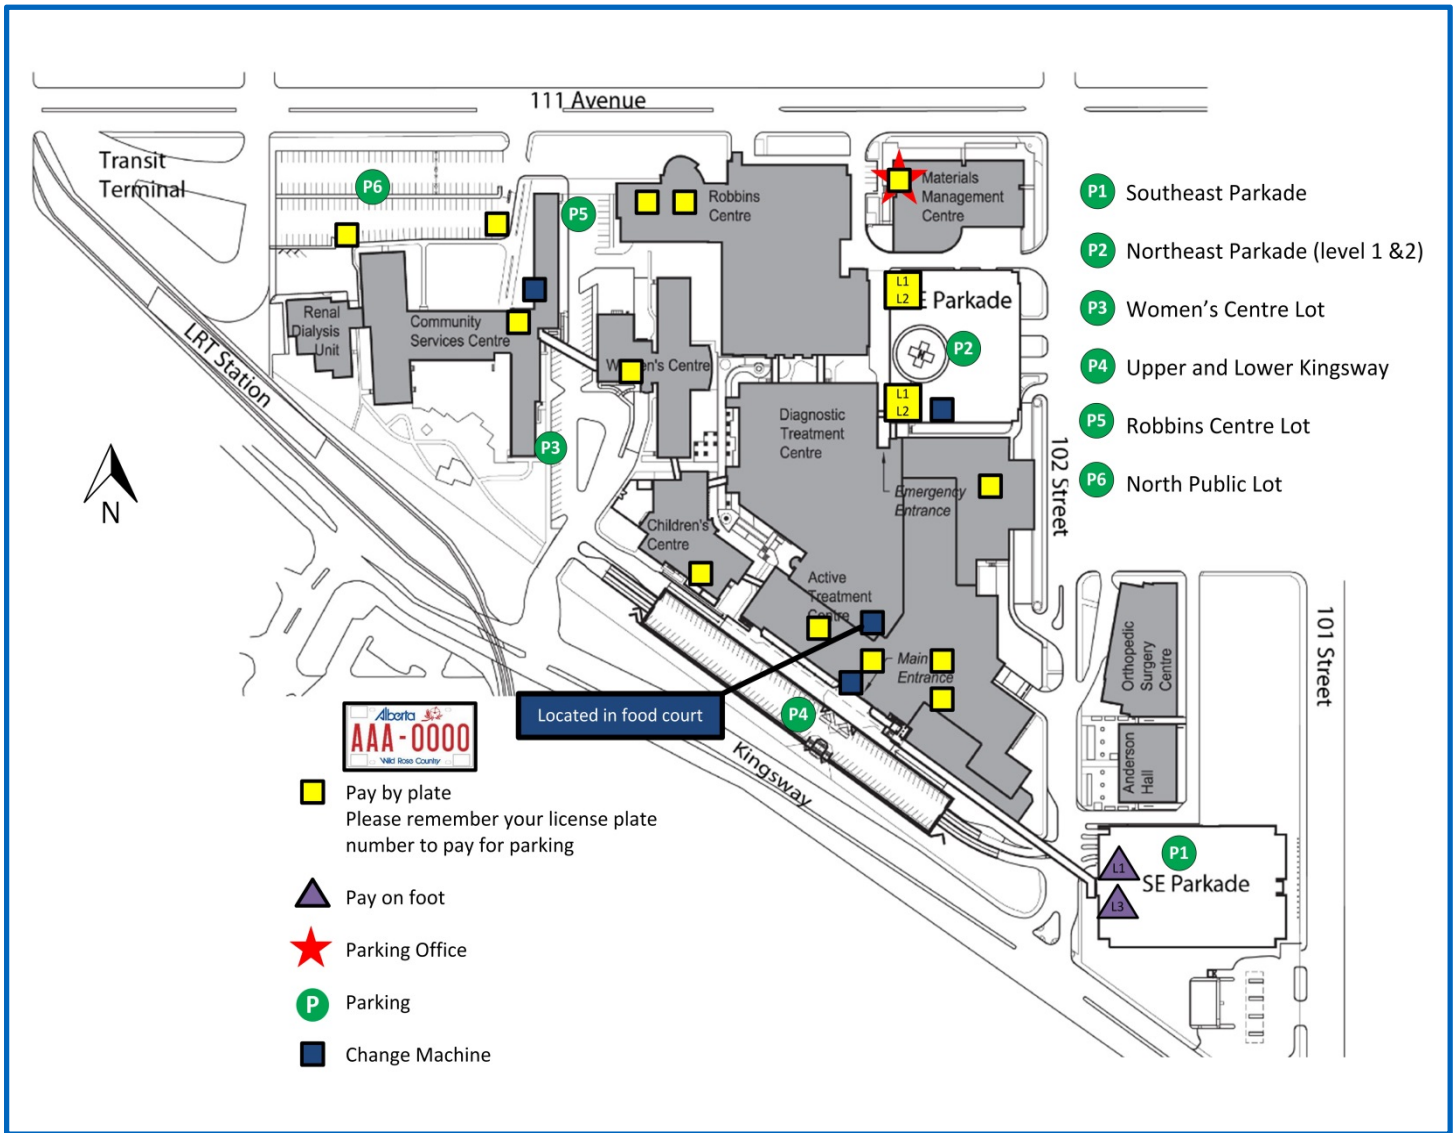 111 Avenue
Transit
Terminal
P6
P5
Robbins
Centre
Materials
Management
Centre
P1 Southeast Parkade
P2 Northeast Parkade (level 1 &2)
P3 Women's Centre Lot
P4 Upper and Lower Kingsway
P5 Robbins Centre Lot
P6 North Public Lot
L1
L2
E Parkade
P2
Renal
Dialysis
Unit
Community
Services Centre
LRT Station
W en's Centre
L1
L2
Diagnostic
Treatment
Centre
P3
N
102 Street
Emergency
Entrance
Children's
Centre
Active
Treatment
Centre
Main
Entrance
Orthopedic
Surgery
Centre
101 Street
Located in food court
P4
Kingsway
Anderson
Hall
Alberta
AAA-0000
Wild Rose Country
Pay by plate
Please remember your license plate
number to pay for parking
P1
L1
SE Parkade
L3
Pay on foot
Parking Office
P Parking
Change Machine